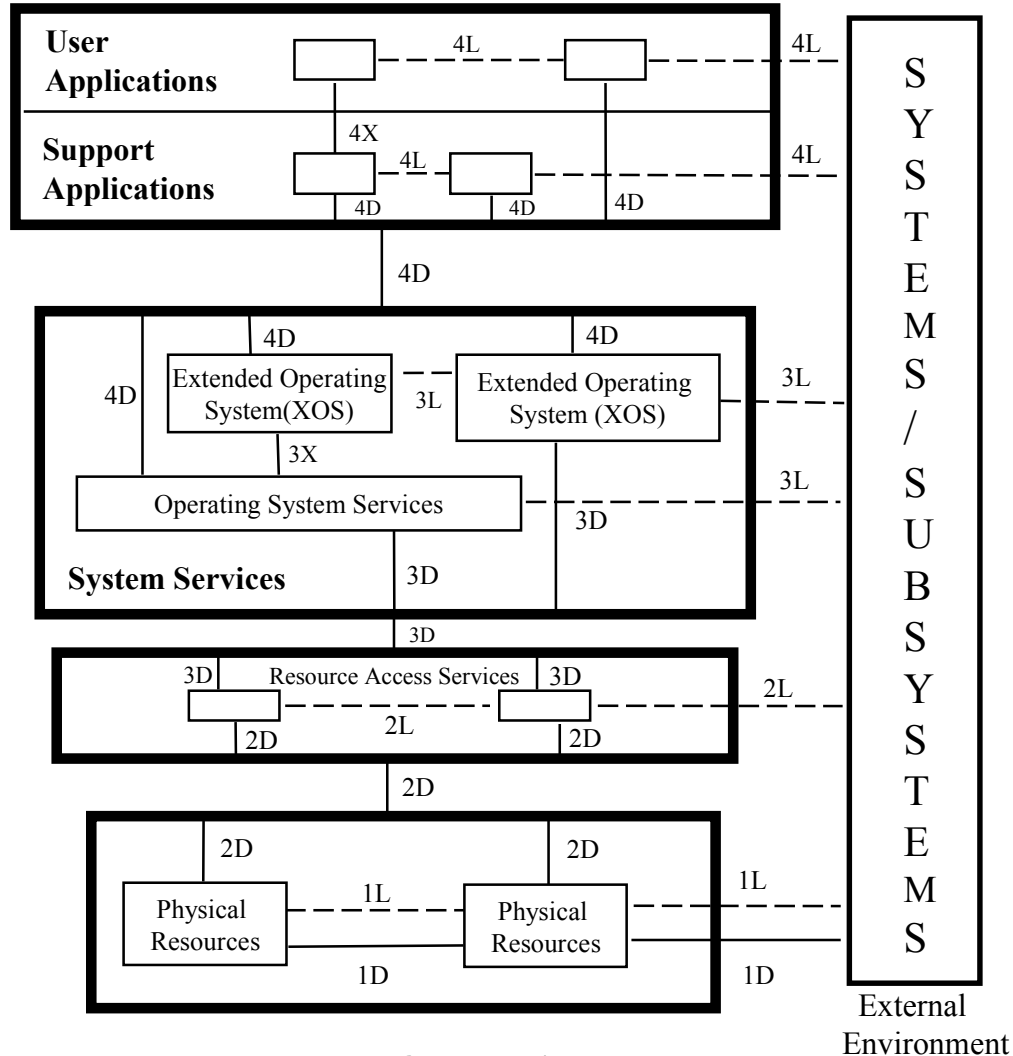 User
Applications
4L
4L
4X
Support
Applications
4L
4L
4D
4D
4D
4D
4D
4D
4D
Extended Operating
System(XOS)
3L
Extended Operating
System (XOS)
3L
3X
Operating System Services
3L
3D
System Services
3D
3D
3D
Resource Access Services
3D
2L
2L
2D
2D
2D
2D
2D
Physical
Resources
1L
Physical
Resources
1L
1D
1D
S
Y
S
T
E
M
S
/
S
U
B
S
Y
S
T
E
M
S
External
Environment